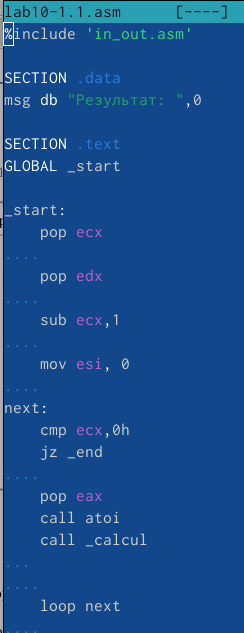 lab10-1.1.asm [----]
%include 'in_out.asm'
SECTION .data
msg db "Результат: ",0
SECTION .text
GLOBAL _start
_start:
pop ecx
....
pop edx
....
sub ecx,1
....
mov esi, 0
....
next:
cmp ecx,0h
jz _end
....
pop eax
call atoi
call _calcul
...
....
loop next
....